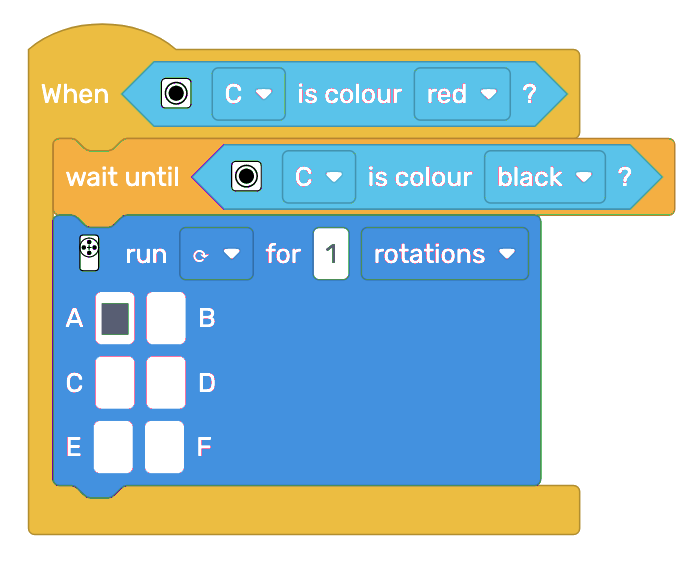 When C is colour red ?
wait until C is colour black ?
run ⟳ for 1 rotations
A B
C D
E F